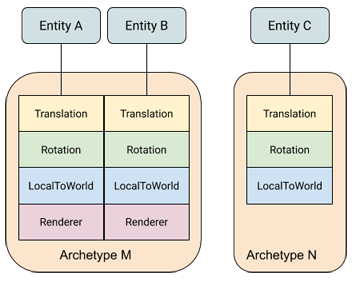 Entity A
Entity B
Entity C
Translation
Translation
Translation
Rotation
Rotation
Rotation
LocalToWorld
LocalToWorld
LocalToWorld
Renderer
Renderer
Archetype M
Archetype N